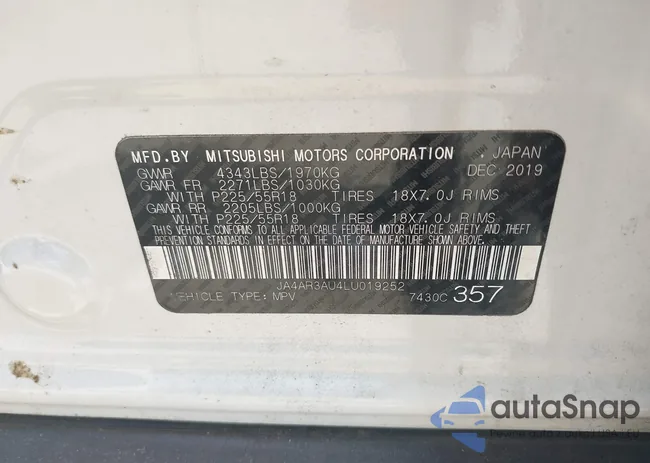 MFD.BY MITSUBISHI MOTORS CORPORATION . JAPAN
GVWR 4343LBS/1970KG DEC 2019
GAWR FR 2271LBS/1030KG
WITH P225/55R18 TIRES 18X7.0J RIMS
GAWR RR 2205LBS/1000KG
WITH P225/55R18 TIRES 18X7.0J RIMS
THIS VEHICLE CONFORMS TO ALL APPLICABLE FEDERAL MOTOR VEHICLE SAFETY AND THEFT
PREVENTION STANDARDS IN EFFECT ON THE DATE OF MANUFACTURE SHOWN ABOVE.
JA4AR3AU4LU019252
VEHICLE TYPE: MPV 7430C 357
autoSnap